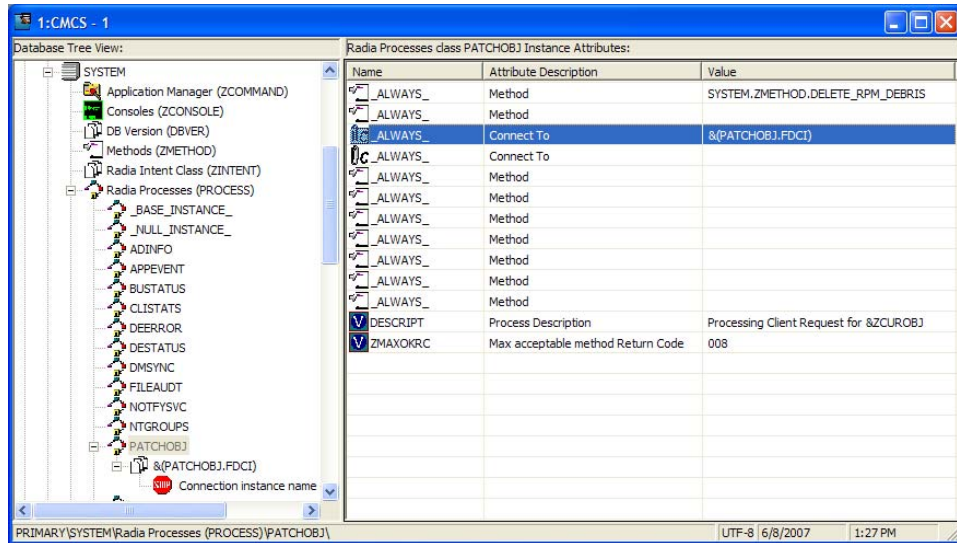 1:CMCS - 1
Database Tree View:
SYSTEM
Application Manager (ZCOMMAND)
Consoles (ZCONSOLE)
DB Version (DBVER)
Methods (ZMETHOD)
Radia Intent Class (ZINTENT)
Radia Processes (PROCESS)
_BASE_INSTANCE_
_NULL_INSTANCE_
ADINFO
APPEVENT
BUSTATUS
CLISTATS
DEERROR
DESTATUS
DMSYNC
FILEAUDT
NOTFYSVC
NTGROUPS
PATCHOBJ
&(PATCHOBJ.FDCI)
Connection instance name
Radia Processes class PATCHOBJ Instance Attributes:
Name Attribute Description Value
_ALWAYS_ Method SYSTEM.ZMETHOD.DELETE_RPM_DEBRIS
_ALWAYS_ Method
_ALWAYS_ Connect To &(PATCHOBJ.FDCI)
_ALWAYS_ Connect To
_ALWAYS_ Method
_ALWAYS_ Method
_ALWAYS_ Method
_ALWAYS_ Method
_ALWAYS_ Method
_ALWAYS_ Method
_ALWAYS_ Method
V DESCRIPT Process Description Processing Client Request for &ZCUROBJ
V ZMAXOKRC Max acceptable method Return Code 008
PRIMARY\SYSTEM\Radia Processes (PROCESS)\PATCHOBJ\ UTF-8 6/8/2007 1:27 PM